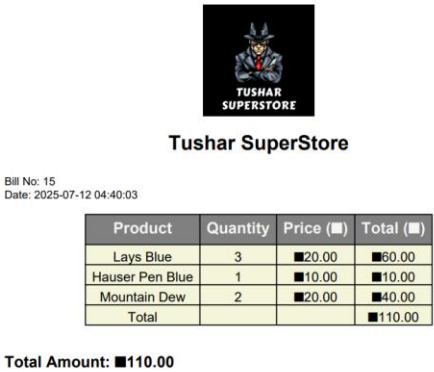 TUSHAR
SUPERSTORE
Tushar SuperStore
Bill No: 15
Date: 2025-07-12 04:40:03
Product Quantity Price (■) Total (■)
Lays Blue 3 ■20.00 ■60.00
Hauser Pen Blue 1 ■10.00 ■10.00
Mountain Dew 2 ■20.00 ■40.00
Total ■110.00
Total Amount: ■110.00